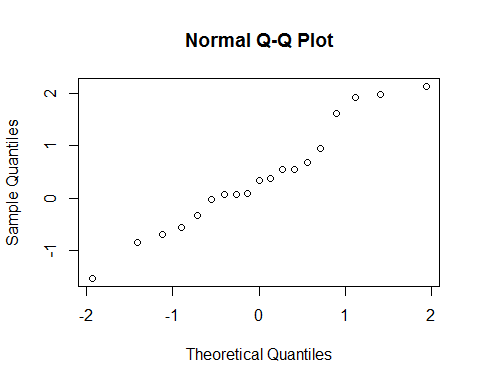 Normal Q-Q Plot
Sample Quantiles
2
1
0
-1
-2 -1 0 1 2
Theoretical Quantiles